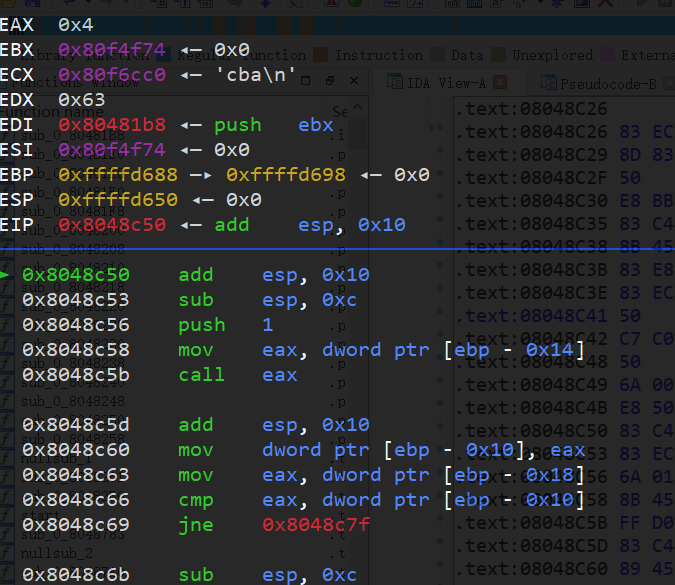 EAX 0x4
EBX 0x80f4f74 ◂— 0x0
ECX 0x80f6cc0 ◂— 'cba\n'
Library function Regular function Instruction Data Unexplored External
EDX 0x63
Functions window IDA View-A Pseudocode-B
EDI 0x80481b8 ◂— push ebx
Function name Se
ESI 0x80f4f74 ◂— 0x0
EBP 0xffffd688 —▸ 0xffffd698 ◂— 0x0
ESP 0xffffd650 ◂— 0x0
EIP 0x8048c50 ◂— add esp, 0x10
► 0x8048c50 add esp, 0x10
0x8048c53 sub esp, 0xc
0x8048c56 push 1
0x8048c58 mov eax, dword ptr [ebp - 0x14]
0x8048c5b call eax
0x8048c5d add esp, 0x10
0x8048c60 mov dword ptr [ebp - 0x10], eax
0x8048c63 mov eax, dword ptr [ebp - 0x18]
0x8048c66 cmp eax, dword ptr [ebp - 0x10]
0x8048c69 jne 0x8048c7f
0x8048c6b sub esp, 0xc
sub_0_8048208
sub_0_8048248
sub_0_8048783
nullsub_2
.text:08048C26
.text:08048C26 83 EC
.text:08048C29 8D 83
.text:08048C2F 50
.text:08048C30 E8 BB
.text:08048C35 83 C4
.text:08048C38 8B 45
.text:08048C3B 83 E8
.text:08048C3E 83 EC
.text:08048C41 50
.text:08048C42 C7 C0
.text:08048C48 50
.text:08048C49 6A 00
.text:08048C4B E8 50
.text:08048C50 83 C4
.text:08048C53 83 EC
.text:08048C56 6A 01
.text:08048C58 8B 45
.text:08048C5B FF D0
.text:08048C5D 83 C4
.text:08048C60 89 45